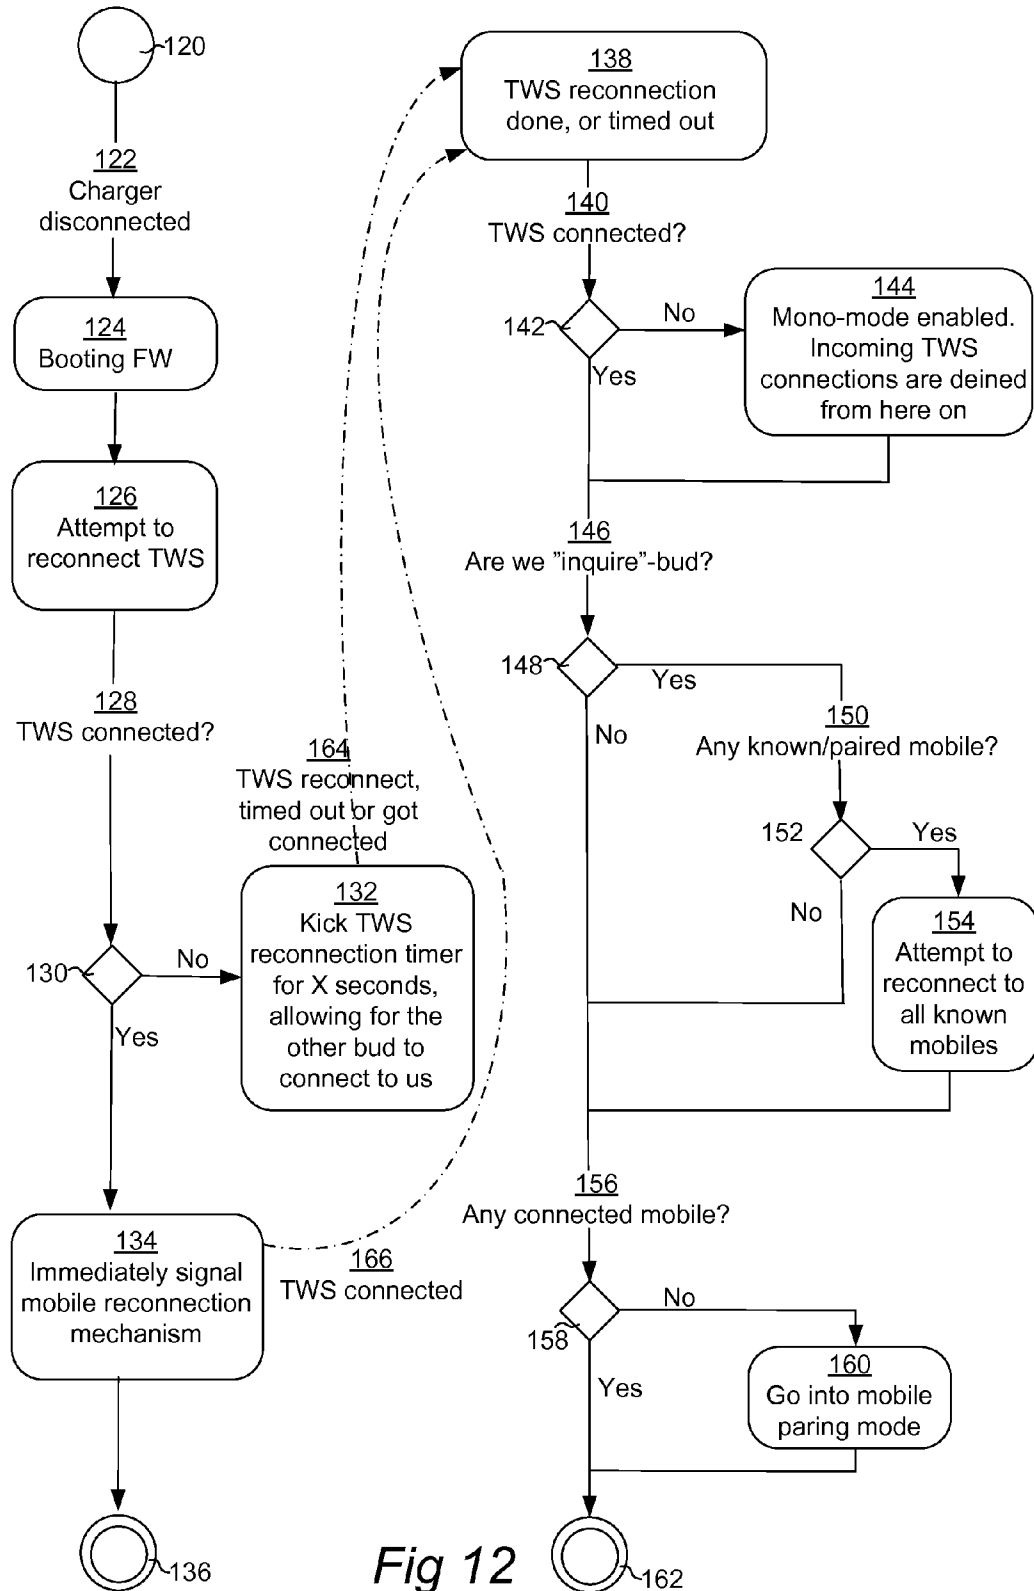 120
122
Charger
disconnected
124
Booting FW
126
Attempt to
reconnect TWS
128
TWS connected?
130
No
Yes
132
Kick TWS
reconnection timer
for X seconds,
allowing for the
other bud to
connect to us
164
TWS reconnect,
timed out or got
connected
134
Immediately signal
mobile reconnection
mechanism
166
TWS connected
136
138
TWS reconnection
done, or timed out
140
TWS connected?
142
No
Yes
144
Mono-mode enabled.
Incoming TWS
connections are deined
from here on
146
Are we ”inquire”-bud?
148
Yes
No
150
Any known/paired mobile?
152
Yes
No
154
Attempt to
reconnect to
all known
mobiles
156
Any connected mobile?
158
No
Yes
160
Go into mobile
paring mode
162
Fig 12